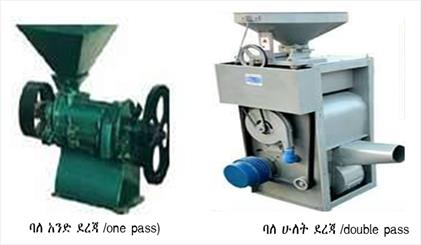 ባለ አንድ ደረጃ /one pass)
ባለ ሁለት ደረጃ /double pass